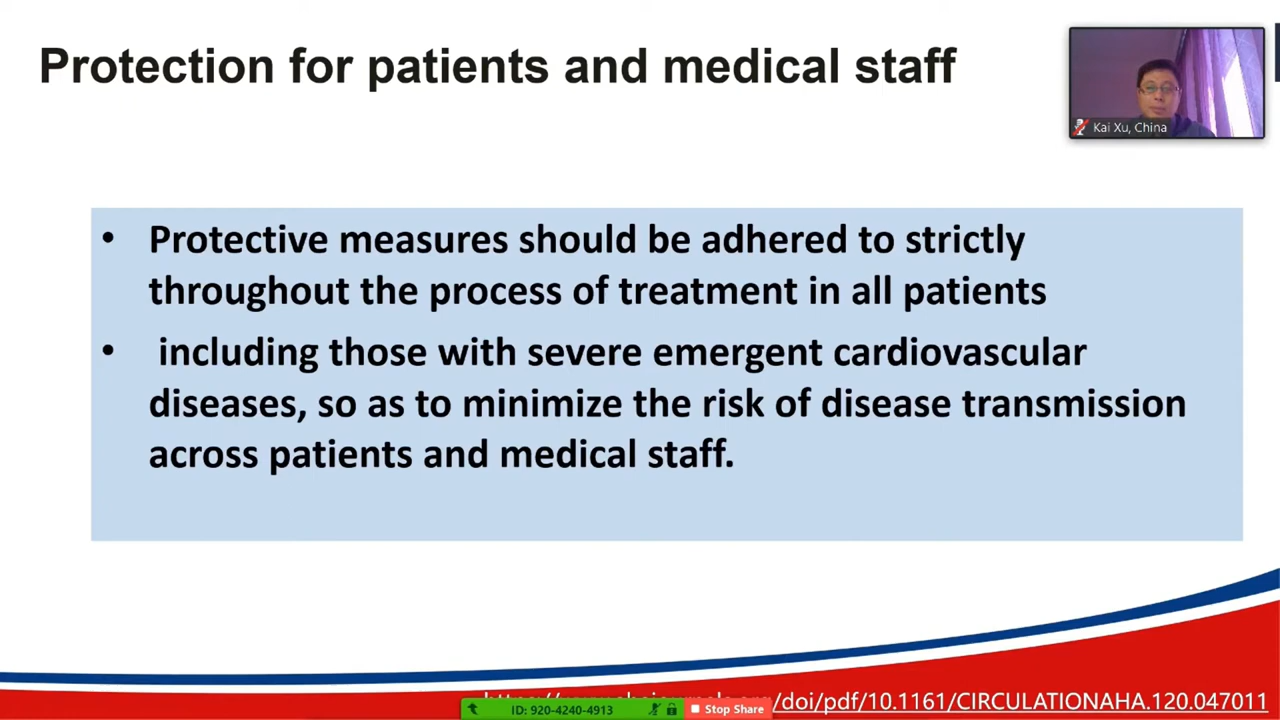 Protection for patients and medical staff
Kai Xu, China
• Protective measures should be adhered to strictly
throughout the process of treatment in all patients
• including those with severe emergent cardiovascular
diseases, so as to minimize the risk of disease transmission
across patients and medical staff.
/doi/pdf/10.1161/CIRCULATIONAHA.120.047011
ID: 920-4240-4913
Stop Share